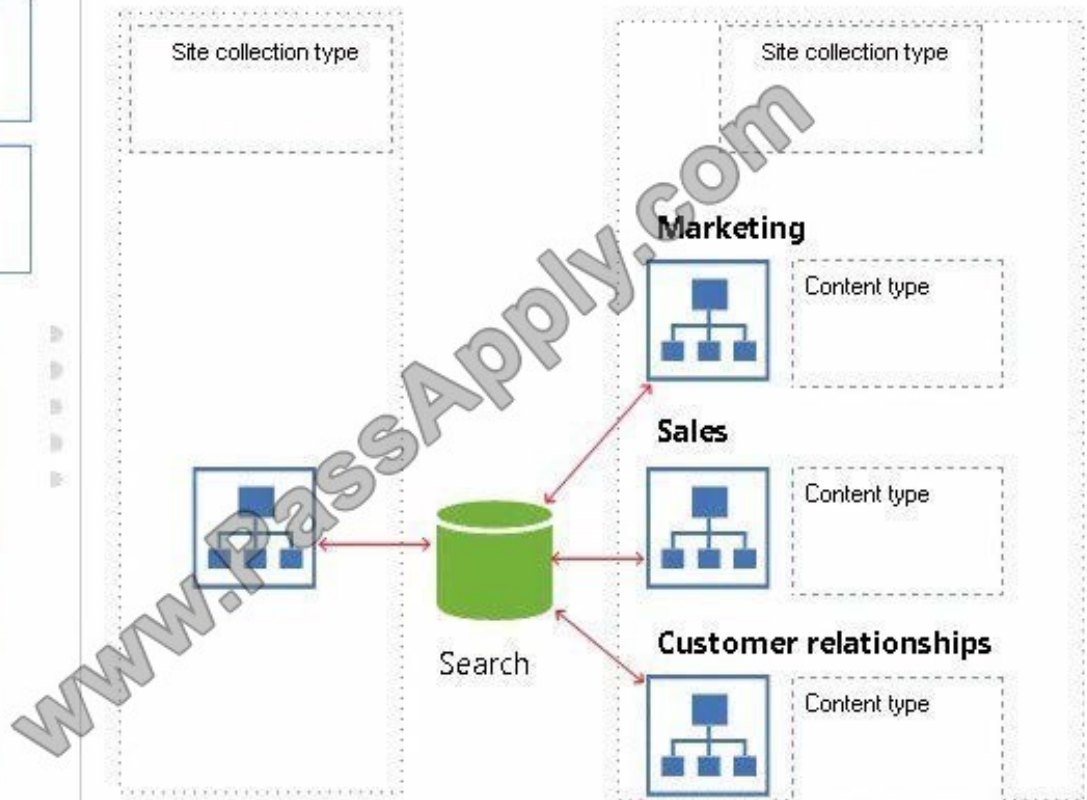 Site collection type
Site collection type
Marketing
Content type
Sales
Content type
Search
Customer relationships
Content type
www.PassApply.com